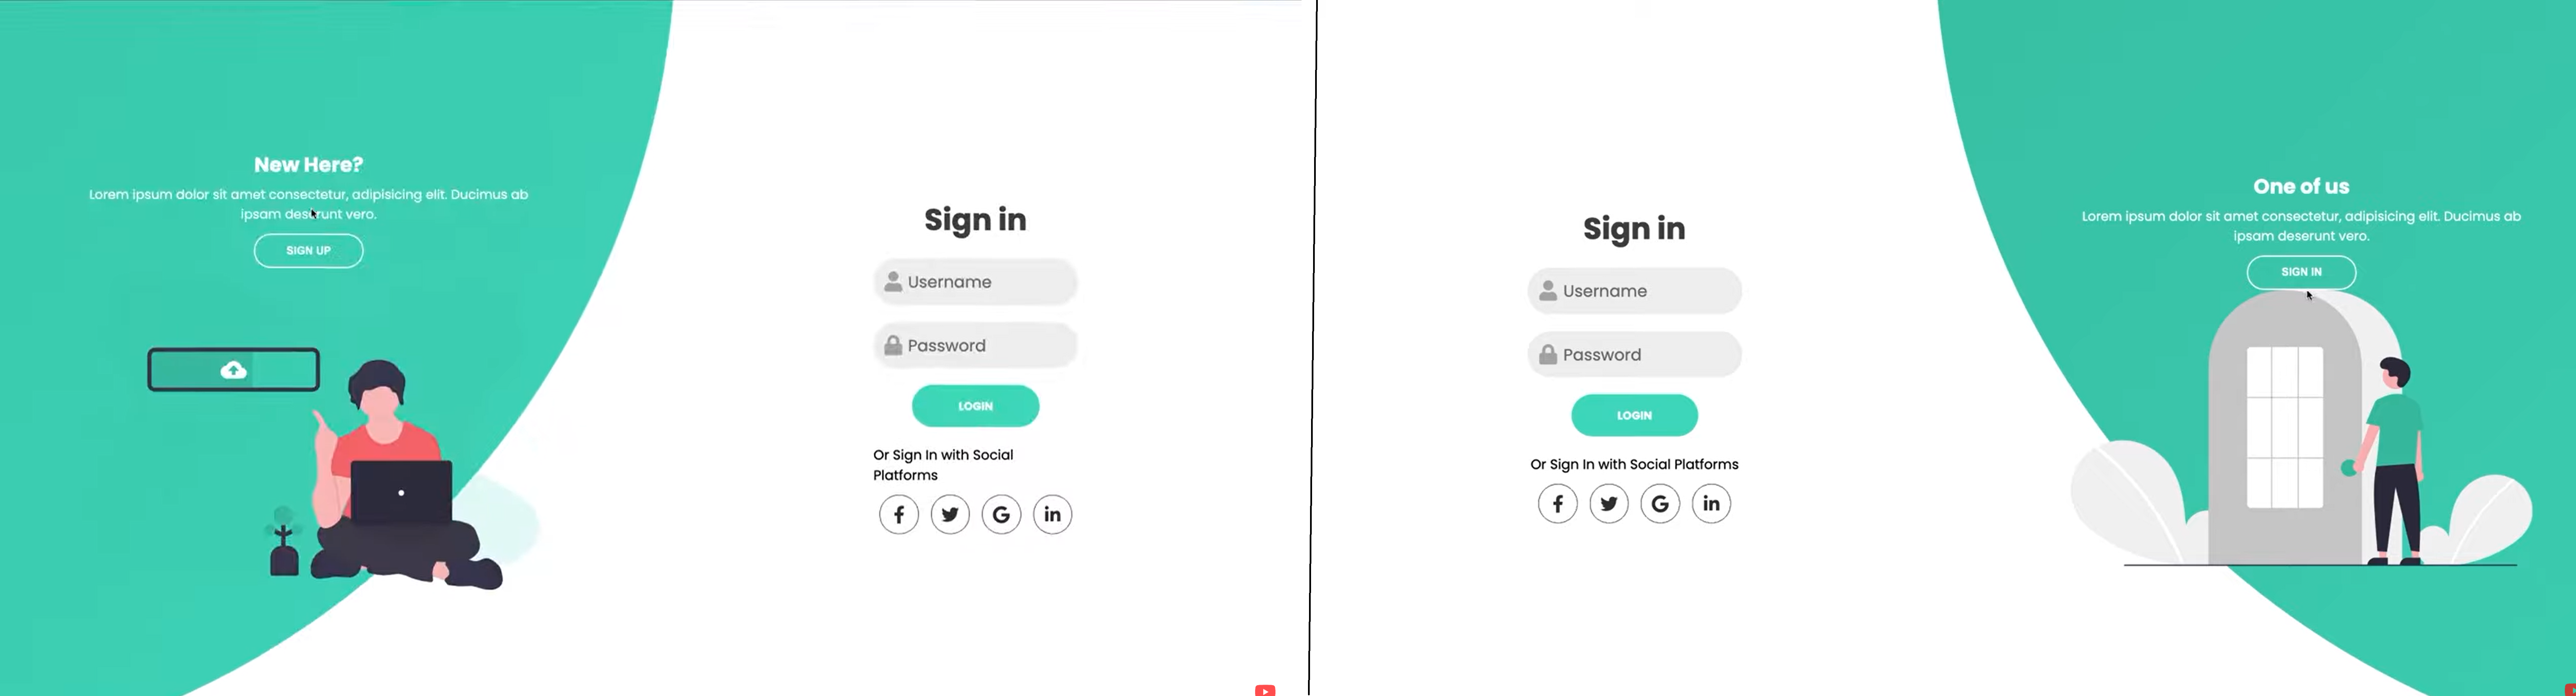 New Here?
Lorem ipsum dolor sit amet consectetur, adipisicing elit. Ducimus ab
ipsam deserunt vero.
SIGN UP
Sign in
Username
Password
LOGIN
Or Sign In with Social
Platforms
f
G
in
Sign in
Username
Password
LOGIN
Or Sign In with Social Platforms
f
G
in
One of us
Lorem ipsum dolor sit amet consectetur, adipisicing elit. Ducimus ab
ipsam deserunt vero.
SIGN IN